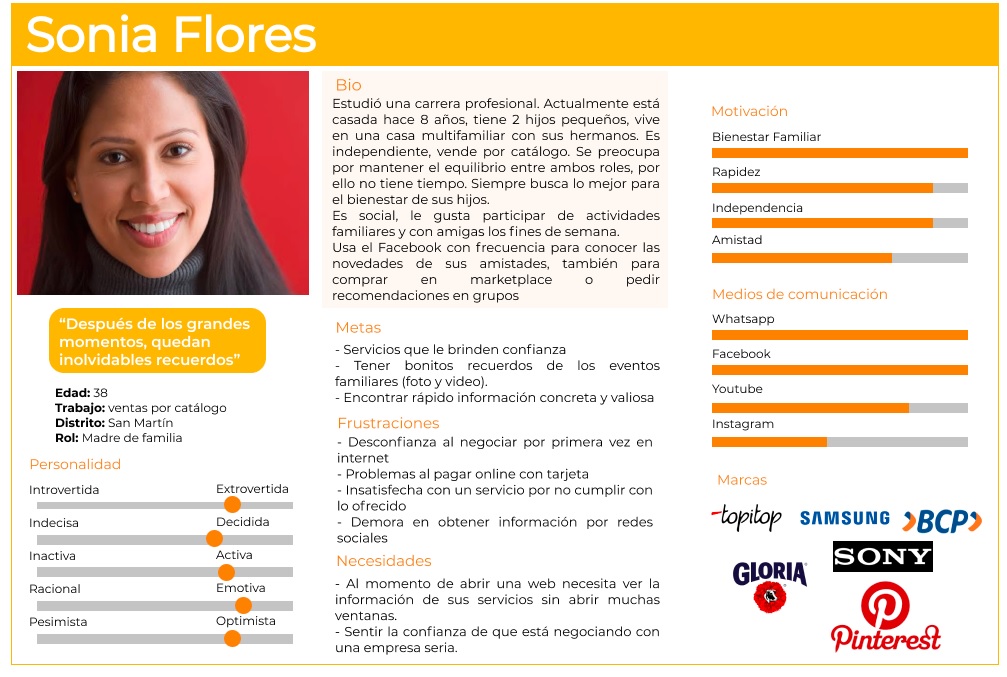 Sonia Flores
“Después de los grandes
momentos, quedan
inolvidables recuerdos”
Edad: 38
Trabajo: ventas por catálogo
Distrito: San Martín
Rol: Madre de familia
Personalidad
Introvertida Extrovertida
Indecisa Decidida
Inactiva Activa
Racional Emotiva
Pesimista Optimista
Bio
Estudió una carrera profesional. Actualmente está
casada hace 8 años, tiene 2 hijos pequeños, vive
en una casa multifamiliar con sus hermanos. Es
independiente, vende por catálogo. Se preocupa
por mantener el equilibrio entre ambos roles, por
ello no tiene tiempo. Siempre busca lo mejor para
el bienestar de sus hijos.
Es social, le gusta participar de actividades
familiares y con amigas los fines de semana.
Usa el Facebook con frecuencia para conocer las
novedades de sus amistades, también para
comprar en marketplace o pedir
recomendaciones en grupos
Metas
- Servicios que le brinden confianza
- Tener bonitos recuerdos de los eventos
familiares (foto y video).
- Encontrar rápido información concreta y valiosa
Frustraciones
- Desconfianza al negociar por primera vez en
internet
- Problemas al pagar online con tarjeta
- Insatisfecha con un servicio por no cumplir con
lo ofrecido
- Demora en obtener información por redes
sociales
Necesidades
- Al momento de abrir una web necesita ver la
información de sus servicios sin abrir muchas
ventanas.
- Sentir la confianza de que está negociando con
una empresa seria.
Motivación
Bienestar Familiar
Rapidez
Independencia
Amistad
Medios de comunicación
Whatsapp
Facebook
Youtube
Instagram
Marcas
topitop SAMSUNG BCP
SONY
GLORIA
Pinterest